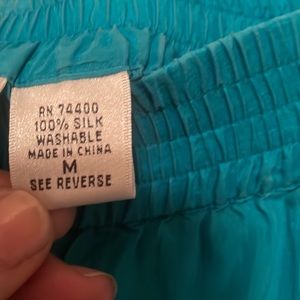 RN 74400
100% SILK
WASHABLE
MADE IN CHINA
M
SEE REVERSE